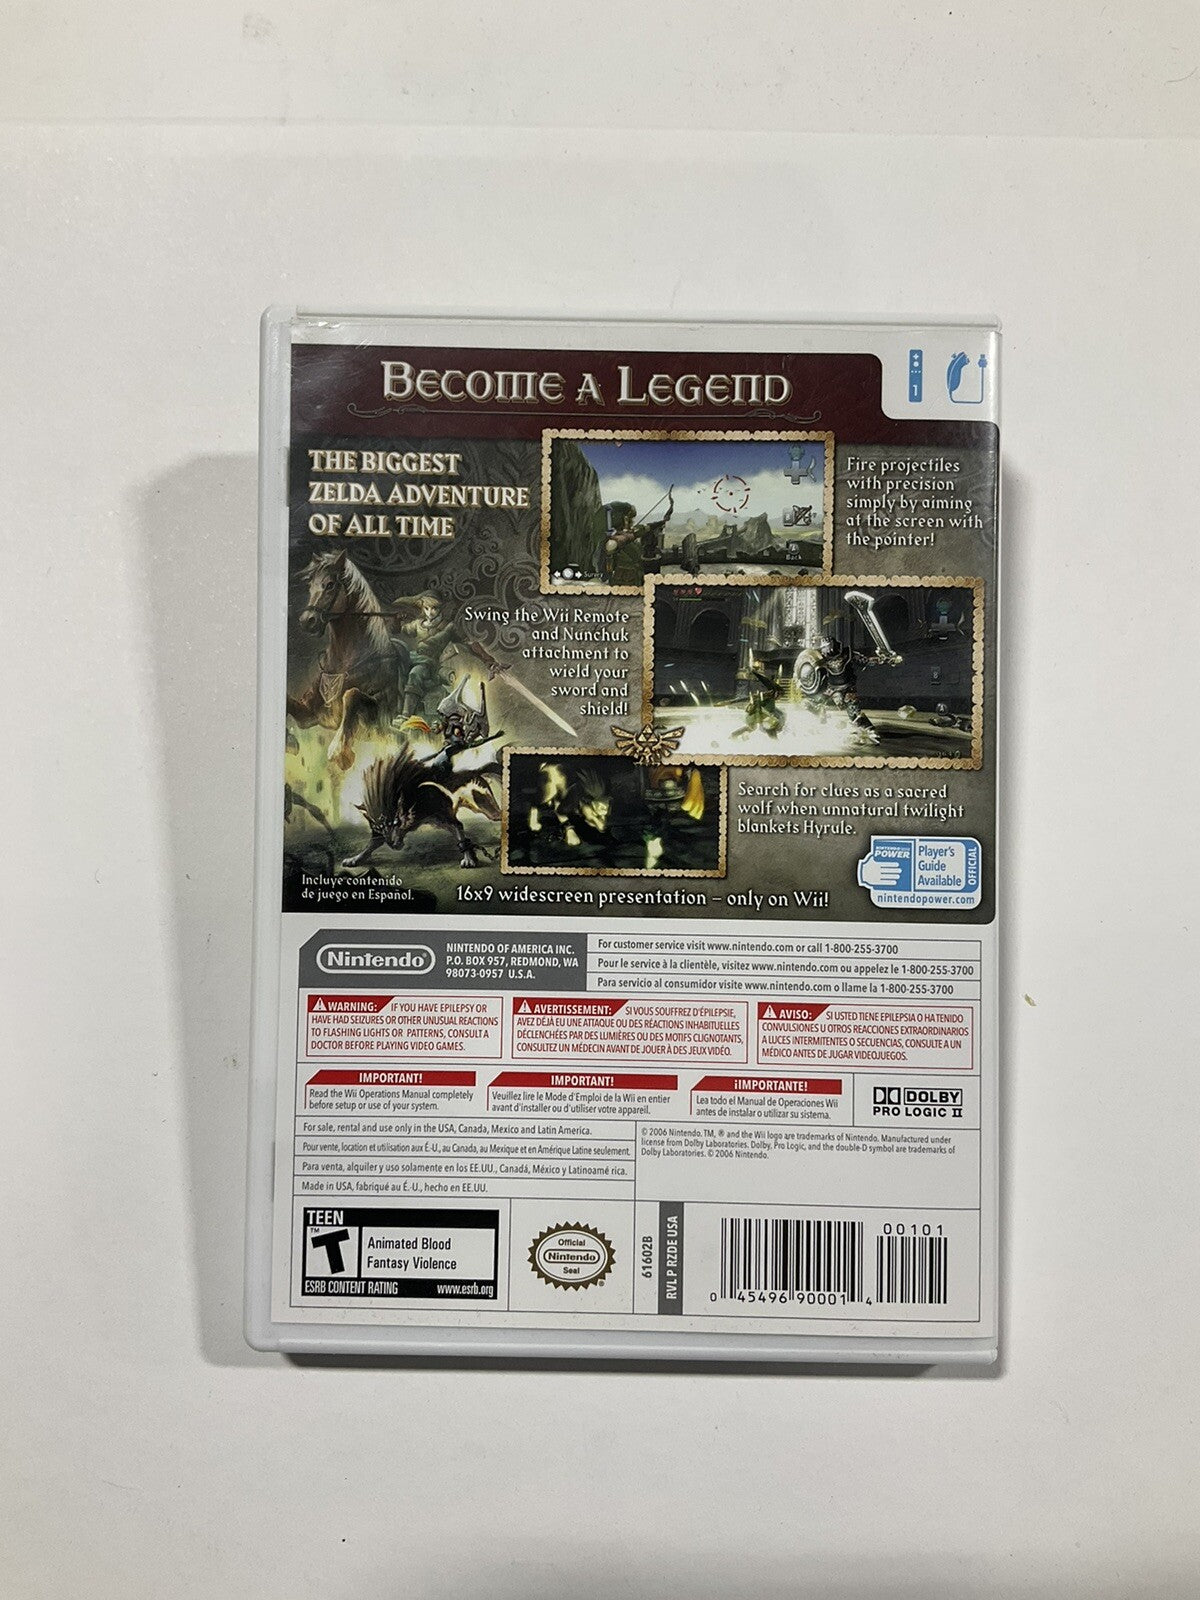 BECOME A LEGEND
1
THE BIGGEST
ZELDA ADVENTURE
OF ALL TIME
Fire projectiles
with precision
simply by aiming
at the screen with
the pointer!
Back
Survey
Swing the Wii Remote
and Nunchuk
attachment to
wield your
sword and
shield!
Search for clues as a sacred
wolf when unnatural twilight
blankets Hyrule.
Incluye contenido
de juego en Español.
16x9 widescreen presentation – only on Wii!
NINTENDO POWER
Player's
Guide
Available
OFFICIAL
nintendopower.com
Nintendo
NINTENDO OF AMERICA INC.
P.O. BOX 957, REDMOND, WA
98073-0957 U.S.A.
For customer service visit www.nintendo.com or call 1-800-255-3700
Pour le service à la clientèle, visitez www.nintendo.com ou appelez le 1-800-255-3700
Para servicio al consumidor visite www.nintendo.com o llame la 1-800-255-3700
WARNING: IF YOU HAVE EPILEPSY OR
HAVE HAD SEIZURES OR OTHER UNUSUAL REACTIONS
TO FLASHING LIGHTS OR PATTERNS, CONSULT A
DOCTOR BEFORE PLAYING VIDEO GAMES.
AVERTISSEMENT: SI VOUS SOUFFREZ D'ÉPILEPSIE,
AVEZ DÉJÀ EU UNE ATTAQUE OU DES RÉACTIONS INHABITUELLES
DÉCLENCHÉES PAR DES LUMIÈRES OU DES MOTIFS CLIGNOTANTS,
CONSULTEZ UN MÉDECIN AVANT DE JOUER À DES JEUX VIDÉO.
AVISO: SI USTED TIENE EPILEPSIA O HA TENIDO
CONVULSIONES U OTROS REACCIONES EXTRAORDINARIOS
A LUCES INTERMITENTES O SECUENCIAS, CONSULTE A UN
MÉDICO ANTES DE JUGAR VIDEOJUEGOS.
IMPORTANT!
Read the Wii Operations Manual completely
before setup or use of your system.
IMPORTANT!
Veuillez lire le Mode d'Emploi de la Wii en entier
avant d'installer ou d'utiliser votre appareil.
¡IMPORTANTE!
Lea todo el Manual de Operaciones Wii
antes de instalar o utilizar su sistema.
DOLBY
PRO LOGIC II
For sale, rental and use only in the USA, Canada, Mexico and Latin America.
Pour vente, location et utilisation aux É.-U., au Canada, au Mexique et en Amérique Latine seulement.
Para venta, alquiler y uso solamente en los EE.UU., Canadá, México y Latinoamé rica.
Made in USA, fabriqué au É.-U., hecho en EE.UU.
© 2006 Nintendo. TM, ® and the Wii logo are trademarks of Nintendo. Manufactured under
license from Dolby Laboratories. Dolby, Pro Logic, and the double-D symbol are trademarks of
Dolby Laboratories. © 2006 Nintendo.
TEEN
T
TM
Animated Blood
Fantasy Violence
ESRB CONTENT RATING www.esrb.org
Official
Nintendo
Seal
®
61602B
RVL P RZDE USA
00101
0 45496 90001 4